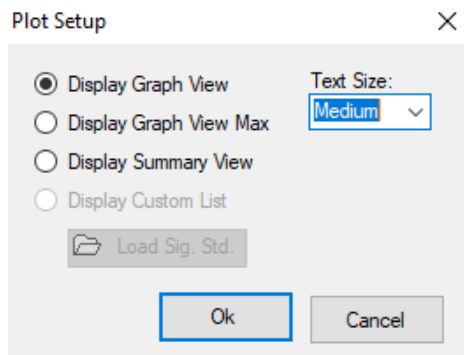 Plot Setup
Display Graph View
Text Size:
Medium
Display Graph View Max
Display Summary View
Display Custom List
Load Sig. Std.
Ok
Cancel